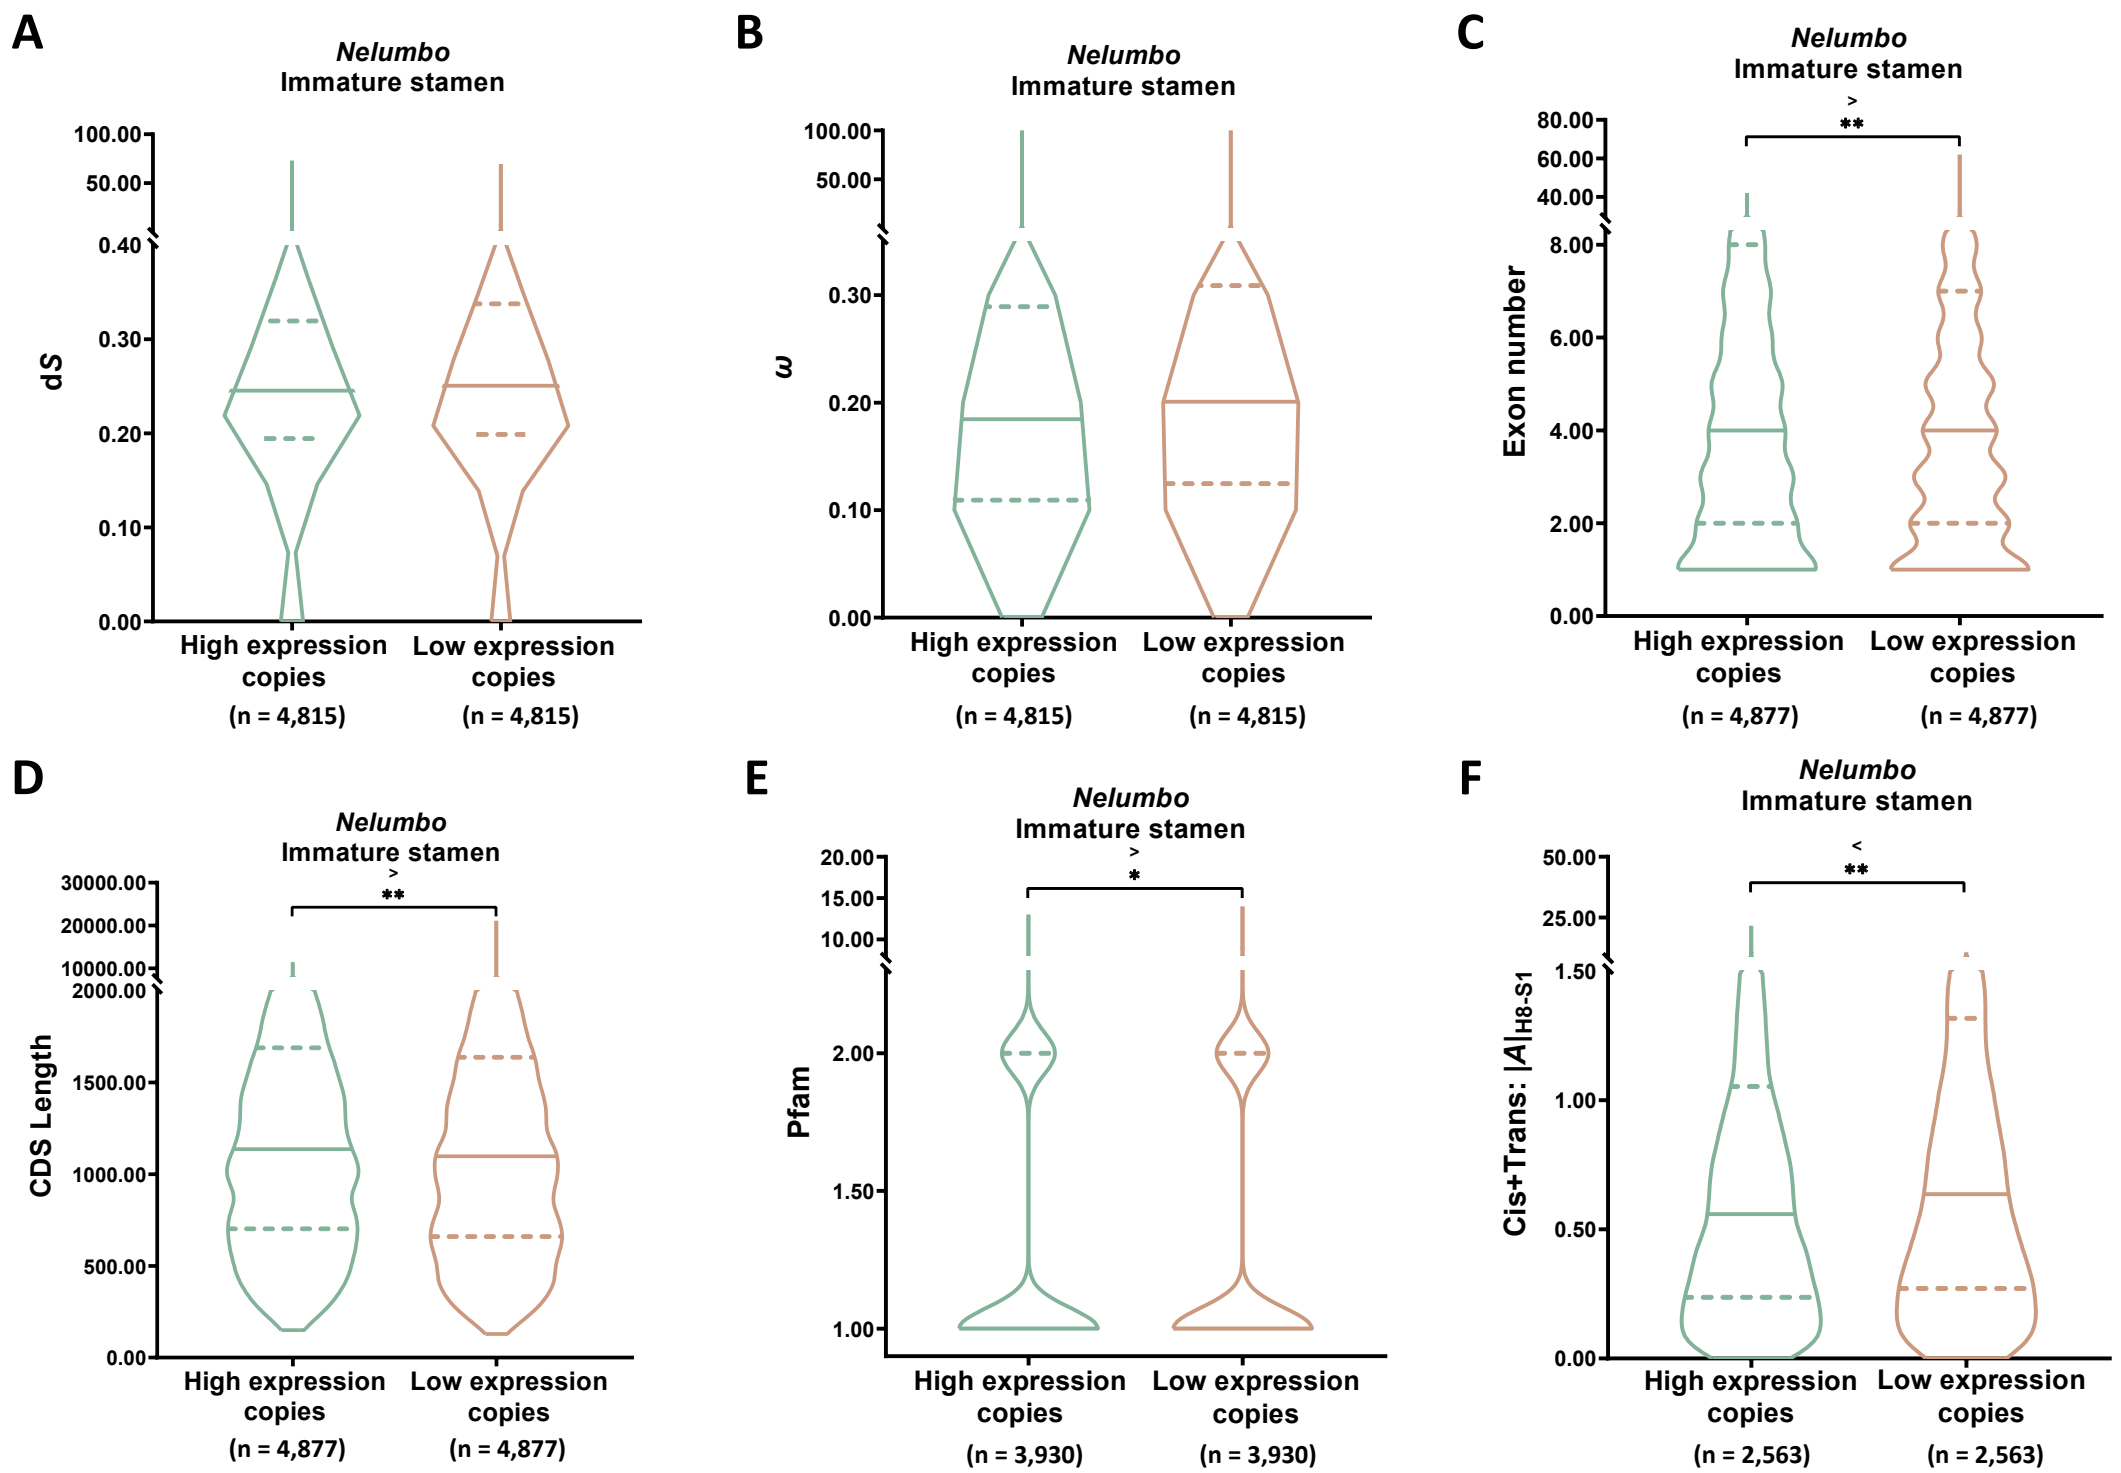 A
Nelumbo
Immature stamen
100.00
50.00
0.40
0.30
0.20
0.10
0.00
dS
High expression copies
(n = 4,815)
Low expression copies
(n = 4,815)
B
Nelumbo
Immature stamen
100.00
50.00
0.30
0.20
0.10
0.00
ω
High expression copies
(n = 4,815)
Low expression copies
(n = 4,815)
C
Nelumbo
Immature stamen
>
**
80.00
60.00
40.00
8.00
6.00
4.00
2.00
0.00
Exon number
High expression copies
(n = 4,877)
Low expression copies
(n = 4,877)
D
Nelumbo
Immature stamen
>
**
30000.00
20000.00
10000.00
2000.00
1500.00
1000.00
500.00
0.00
CDS Length
High expression copies
(n = 4,877)
Low expression copies
(n = 4,877)
E
Nelumbo
Immature stamen
>
*
20.00
15.00
10.00
2.00
1.50
1.00
Pfam
High expression copies
(n = 3,930)
Low expression copies
(n = 3,930)
F
Nelumbo
Immature stamen
<
**
50.00
25.00
1.50
1.00
0.50
0.00
Cis+Trans: |A|H8-S1
High expression copies
(n = 2,563)
Low expression copies
(n = 2,563)